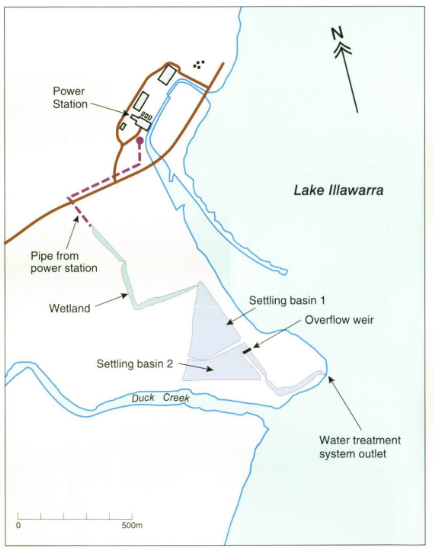 N
Power
Station
Lake Illawarra
Pipe from
power station
Wetland
Settling basin 1
Overflow weir
Settling basin 2
Duck Creek
Water treatment
system outlet
0
500m